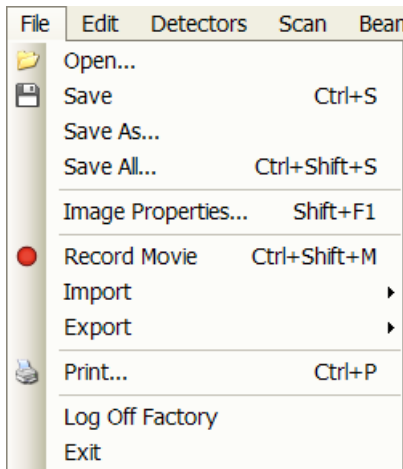 File Edit Detectors Scan Bear
Open...
Save Ctrl+S
Save As...
Save All... Ctrl+Shift+S
Image Properties... Shift+F1
Record Movie Ctrl+Shift+M
Import
Export
Print... Ctrl+P
Log Off Factory
Exit